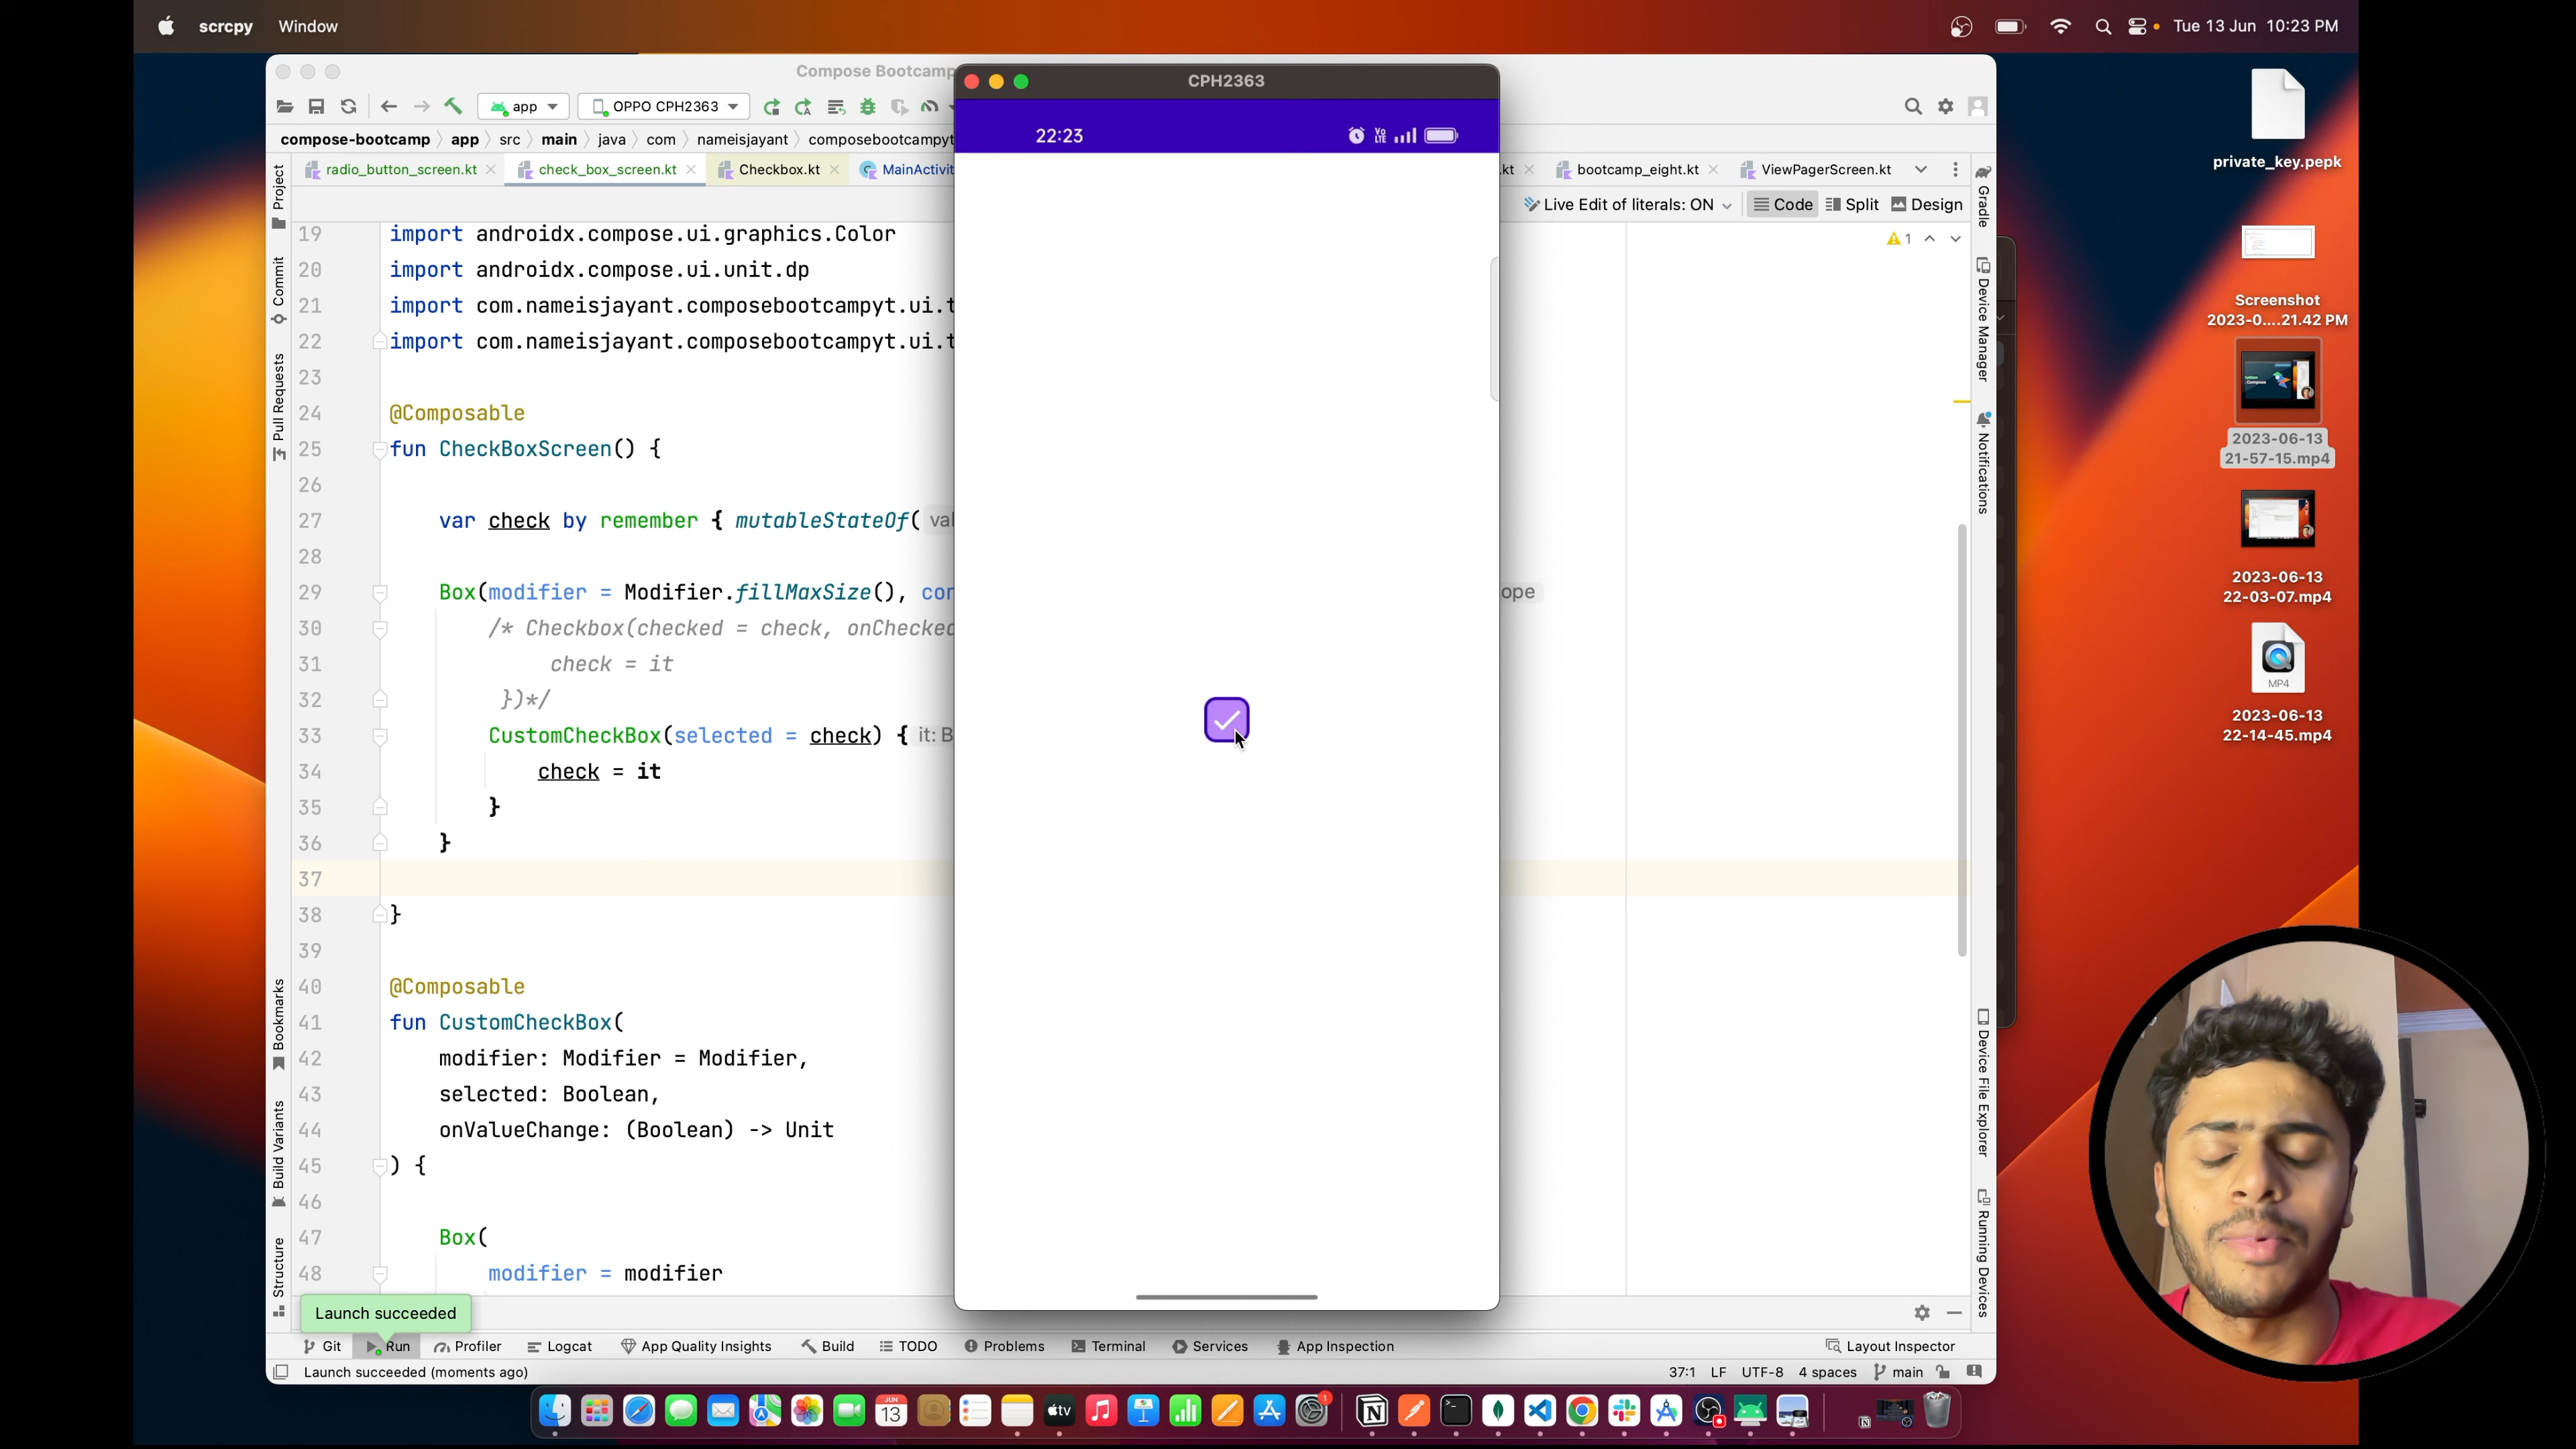 scrcpy Window
Tue 13 Jun 10:23 PM
Compose Bootcamp
CPH2363
app
OPPO CPH2363
compose-bootcamp app src main java com nameisjayant composebootcampyt
radio_button_screen.kt
check_box_screen.kt
Checkbox.kt
MainActivit
.kt
bootcamp_eight.kt
ViewPagerScreen.kt
Live Edit of literals: ON
Code
Split
Design
1
22:23
Vo
LTE
19 import androidx.compose.ui.graphics.Color
20 import androidx.compose.ui.unit.dp
21 import com.nameisjayant.composebootcampyt.ui.t
22 import com.nameisjayant.composebootcampyt.ui.t
23
24 @Composable
25 fun CheckBoxScreen() {
26
27 var check by remember { mutableStateOf( val
28
29 Box(modifier = Modifier.fillMaxSize(), con
ope
30 /* Checkbox(checked = check, onChecked
31 check = it
32 })*/
33 CustomCheckBox(selected = check) { it: B
34 check = it
35 }
36 }
37
38 }
39
40 @Composable
41 fun CustomCheckBox(
42 modifier: Modifier = Modifier,
43 selected: Boolean,
44 onValueChange: (Boolean) -> Unit
45 ) {
46
47 Box(
48 modifier = modifier
Project
Commit
Pull Requests
Bookmarks
Build Variants
Structure
Gradle
Device Manager
Notifications
Device File Explorer
Running Devices
Launch succeeded
Git
Run
Profiler
Logcat
App Quality Insights
Build
TODO
Problems
Terminal
Services
App Inspection
Layout Inspector
Launch succeeded (moments ago)
37:1 LF UTF-8 4 spaces main
private_key.pepk
Screenshot
2023-0....21.42 PM
2023-06-13
21-57-15.mp4
2023-06-13
22-03-07.mp4
MP4
2023-06-13
22-14-45.mp4
JUN
13
tv
1